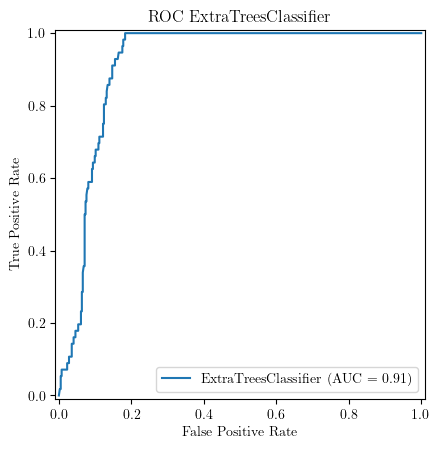 ROC ExtraTreesClassifier
1.0
0.8
0.6
0.4
0.2
0.0
True Positive Rate
ExtraTreesClassifier (AUC = 0.91)
0.0 0.2 0.4 0.6 0.8 1.0
False Positive Rate